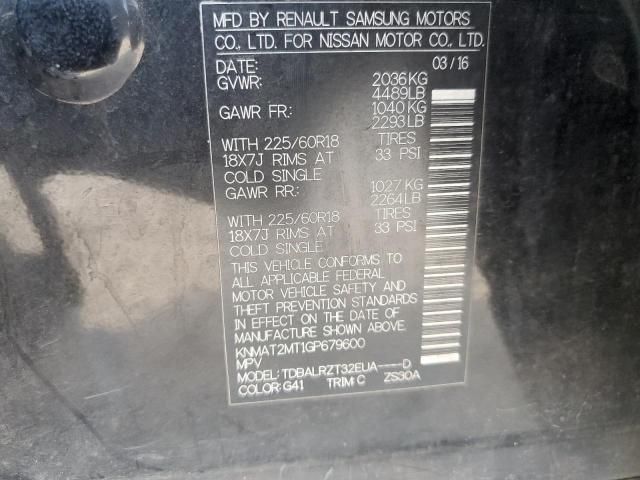 MFD BY RENAULT SAMSUNG MOTORS
CO., LTD. FOR NISSAN MOTOR CO., LTD.
DATE: 03/16
GVWR: 2036KG
4489LB
GAWR FR: 1040KG
2293LB
WITH 225/60R18 TIRES
18X7J RIMS AT 33 PSI
COLD SINGLE
GAWR RR: 1027KG
2264LB
WITH 225/60R18 TIRES
18X7J RIMS AT 33 PSI
COLD SINGLE
THIS VEHICLE CONFORMS TO
ALL APPLICABLE FEDERAL
MOTOR VEHICLE SAFETY AND
THEFT PREVENTION STANDARDS
IN EFFECT ON THE DATE OF
MANUFACTURE SHOWN ABOVE.
KNMAT2MT1GP679600
MPV
MODEL: TDBALRZT32EUA----D
COLOR: G41 TRIM: C ZS30A